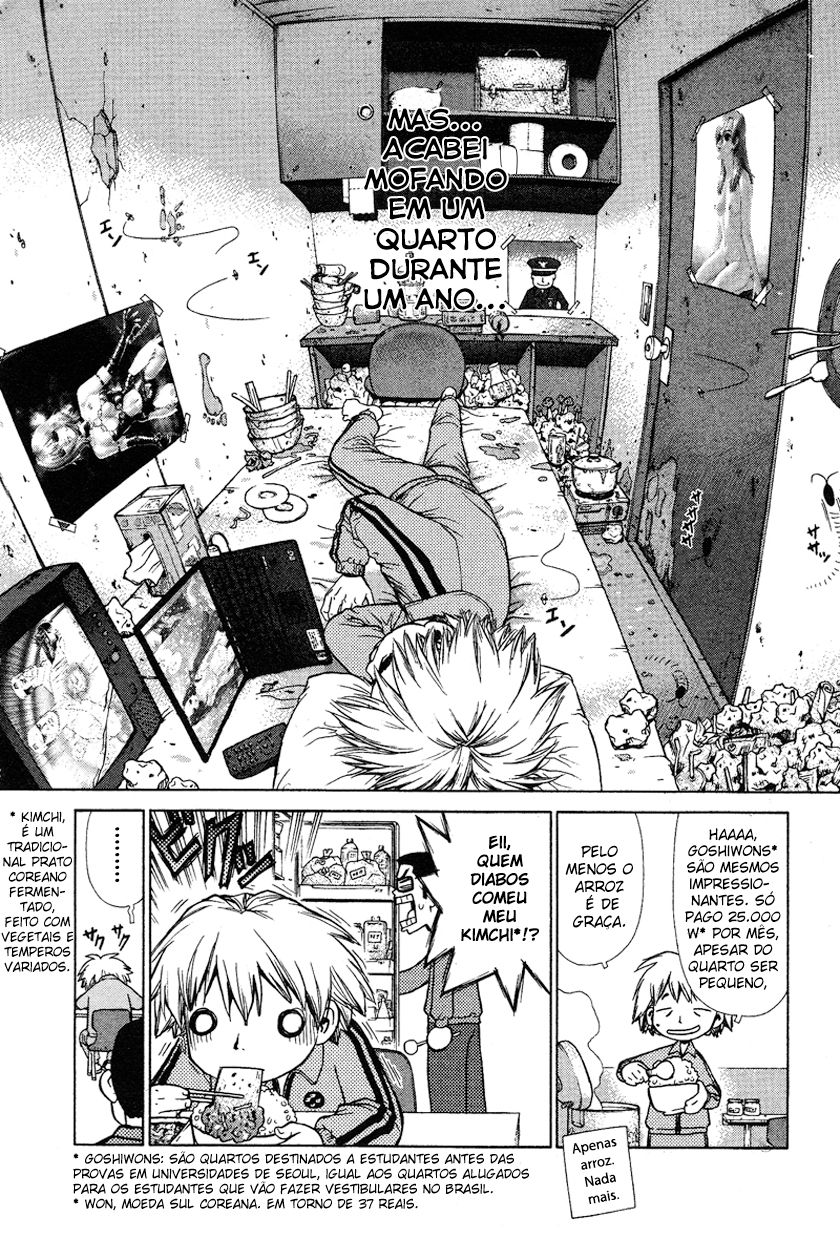 MAS...
ACABEI
MOFANDO
EM UM
QUARTO
DURANTE
UM ANO...
エン
エン
エン
カサ
カサ
HAAAA,
GOSHIWONS*
SÃO MESMOS
IMPRESSIO-
NANTES. SÓ
PAGO 25.000
W* POR MÊS,
APESAR DO
QUARTO SER
PEQUENO,
PELO
MENOS O
ARROZ
É DE
GRAÇA.
Apenas
arroz.
Nada
mais.
EII,
QUEM
DIABOS
COMEU
MEU
KIMCHI*!?
......
* KIMCHI,
É UM
TRADICIO-
NAL PRATO
COREANO
FERMEN-
TADO,
FEITO COM
VEGETAIS E
TEMPEROS
VARIADOS.
* GOSHIWONS: SÃO QUARTOS DESTINADOS A ESTUDANTES ANTES DAS
PROVAS EM UNIVERSIDADES DE SEOUL, IGUAL AOS QUARTOS ALUGADOS
PARA OS ESTUDANTES QUE VÃO FAZER VESTIBULARES NO BRASIL.
* WON, MOEDA SUL COREANA. EM TORNO DE 37 REAIS.